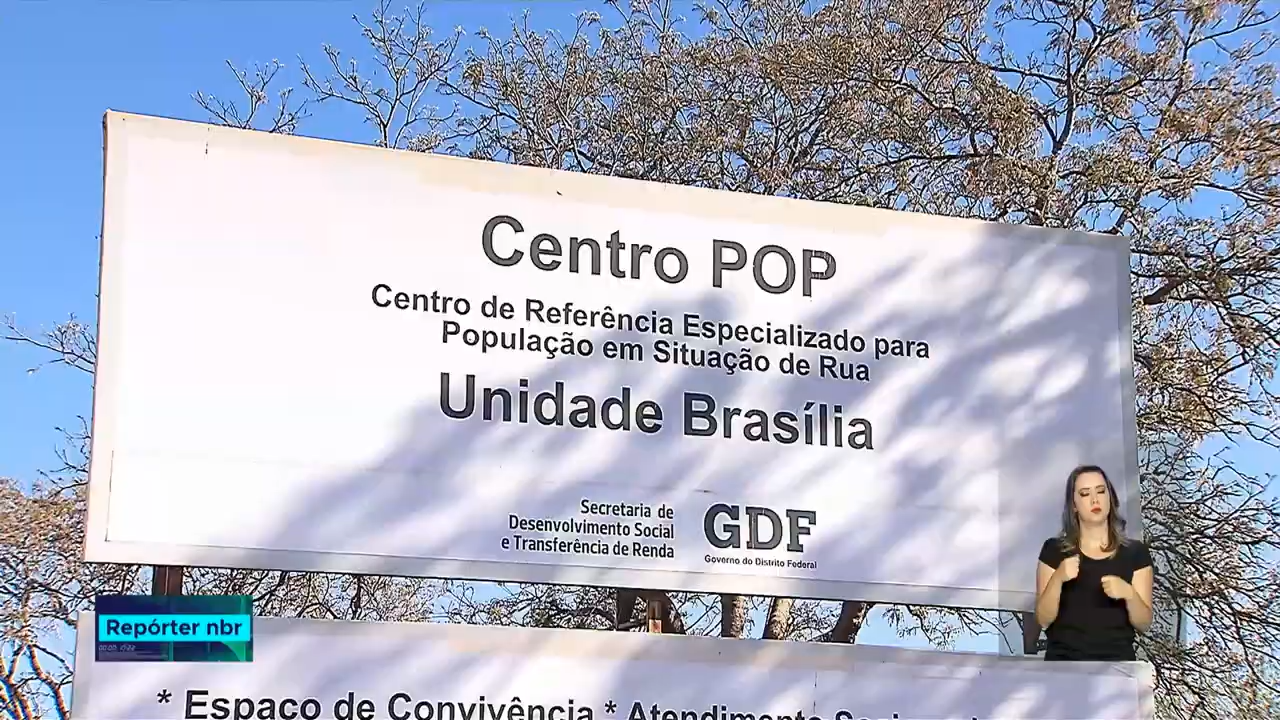 Centro POP
Centro de Referência Especializado para
População em Situação de Rua
Unidade Brasília
Secretaria de
Desenvolvimento Social
e Transferência de Renda
GDF
Governo do Distrito Federal
Repórter nbr
* Espaço de Convivência * Atendimento